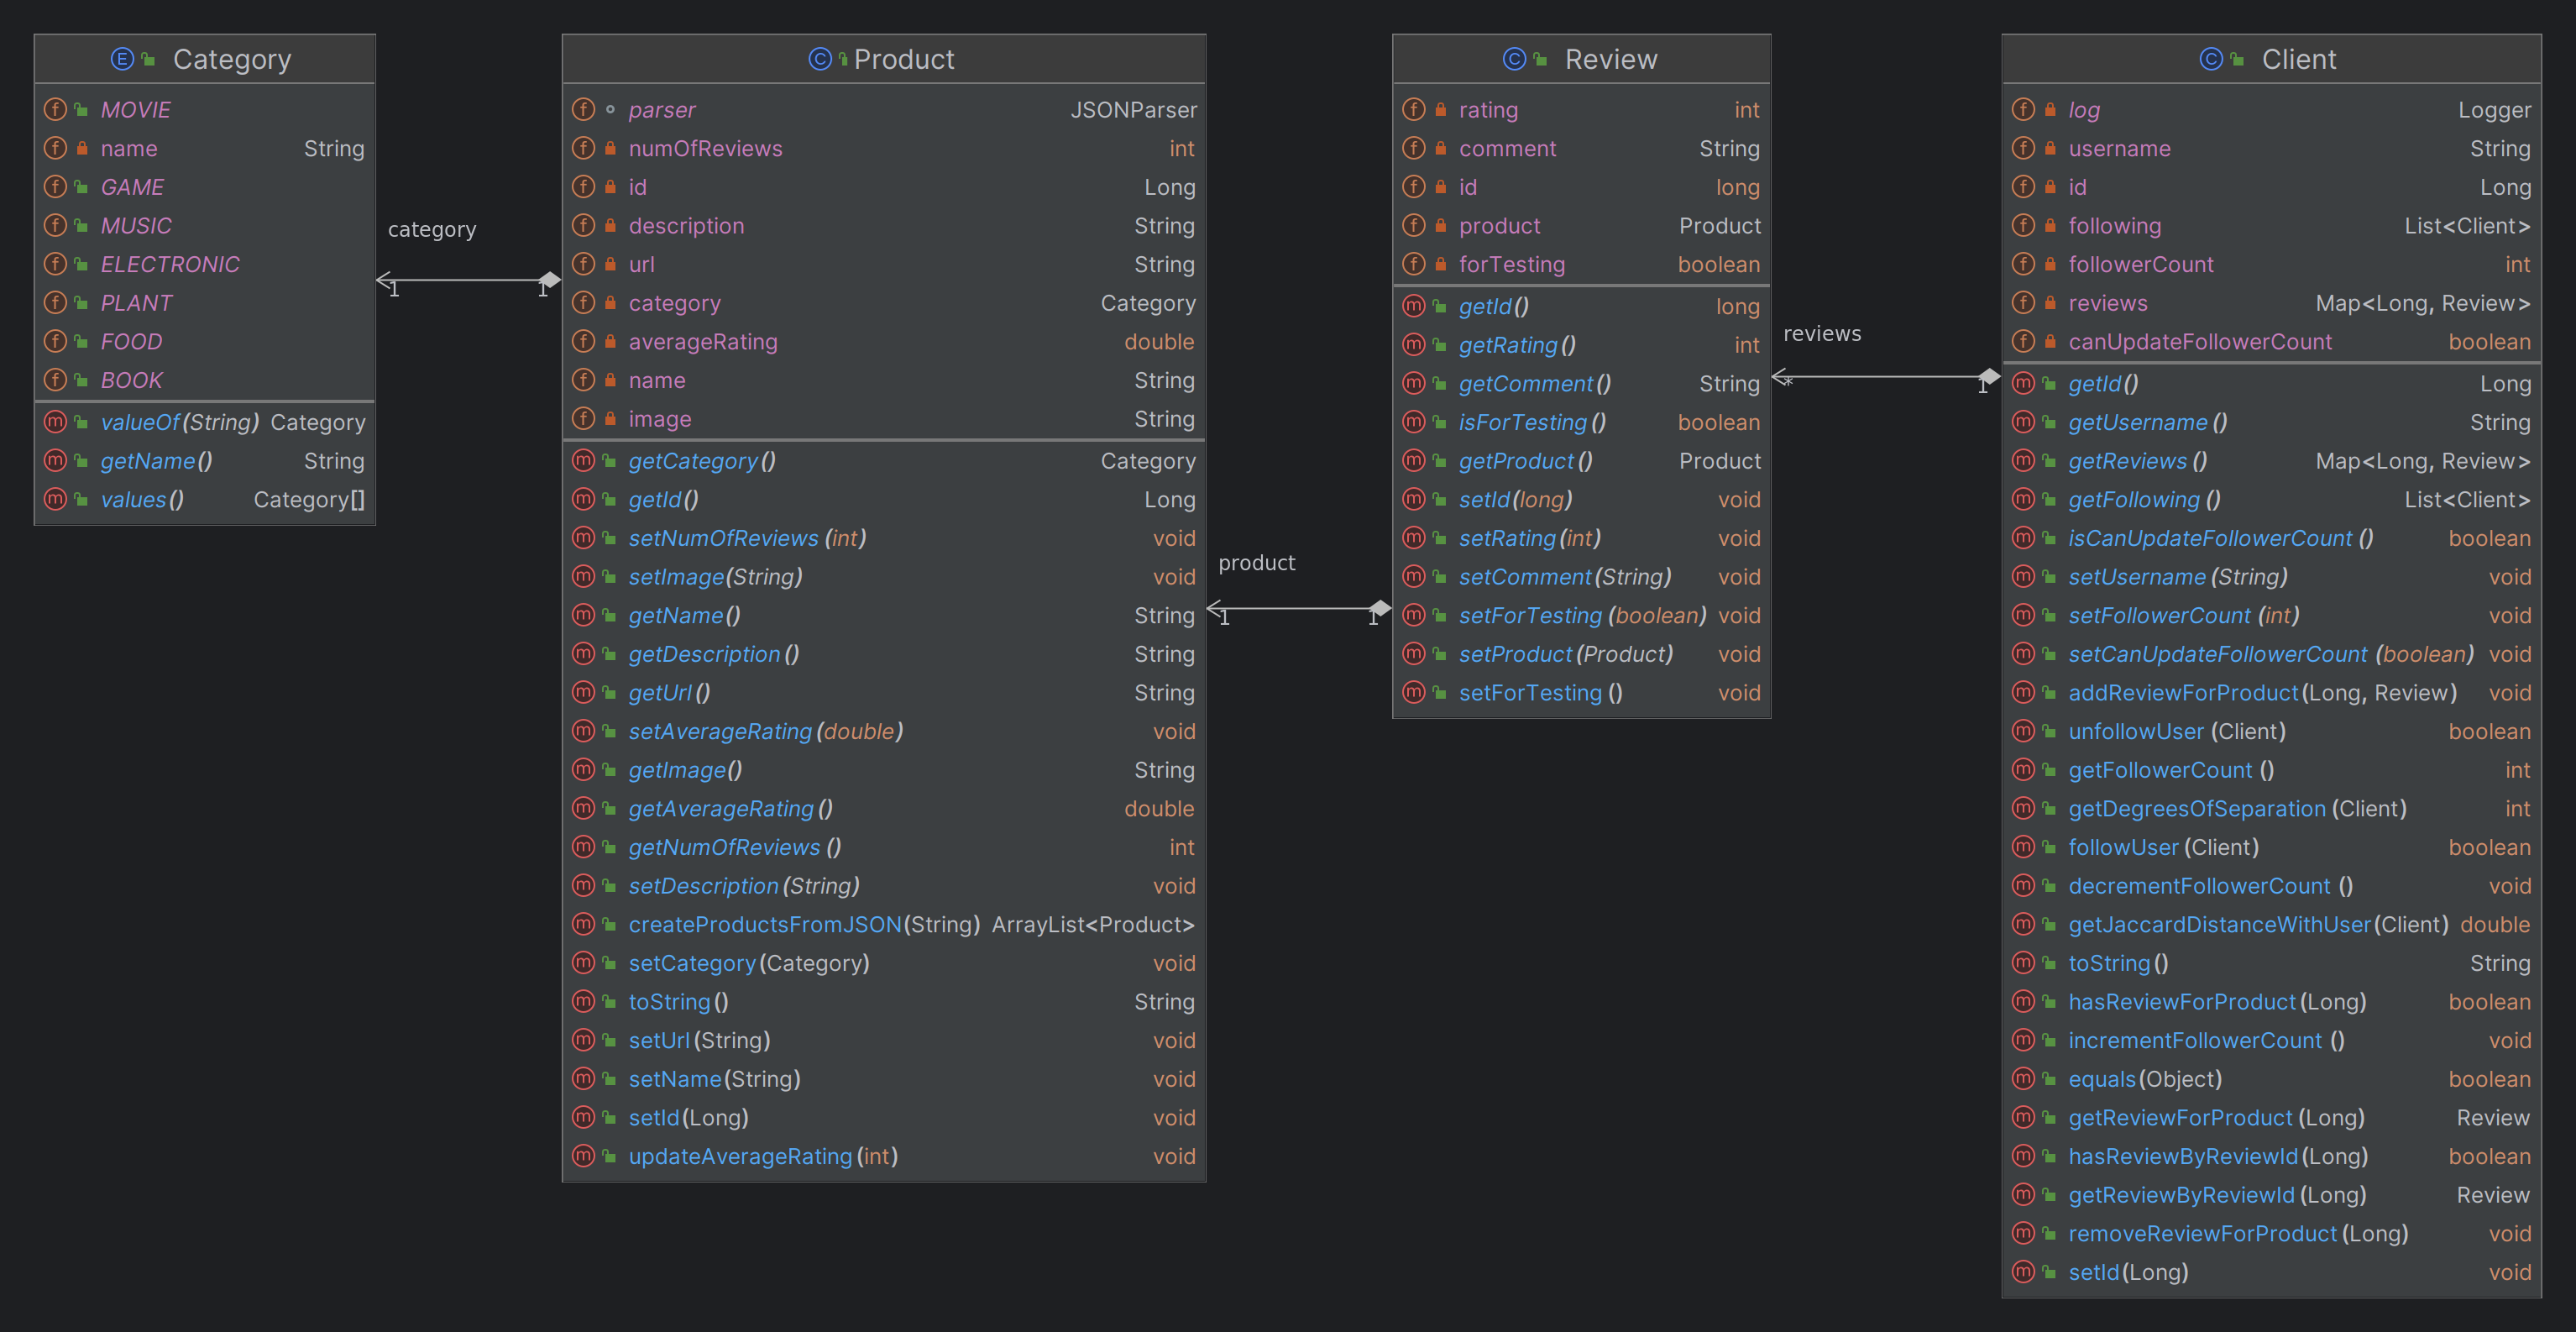 Category
MOVIE
name String
GAME
MUSIC
ELECTRONIC
PLANT
FOOD
BOOK
valueOf(String) Category
getName() String
values() Category[]
category
1 1
Product
parser JSONParser
numOfReviews int
id Long
description String
url String
category Category
averageRating double
name String
image String
getCategory() Category
getId() Long
setNumOfReviews (int) void
setImage(String) void
getName() String
getDescription () String
getUrl () String
setAverageRating (double) void
getImage() String
getAverageRating () double
getNumOfReviews () int
setDescription (String) void
createProductsFromJSON(String) ArrayList<Product>
setCategory (Category) void
toString () String
setUrl (String) void
setName (String) void
setId (Long) void
updateAverageRating (int) void
product
1 1
Review
rating int
comment String
id long
product Product
forTesting boolean
getId() long
getRating () int
getComment () String
isForTesting () boolean
getProduct () Product
setId (long) void
setRating (int) void
setComment (String) void
setForTesting (boolean) void
setProduct (Product) void
setForTesting () void
reviews
* 1
Client
log Logger
username String
id Long
following List<Client>
followerCount int
reviews Map<Long, Review>
canUpdateFollowerCount boolean
getId() Long
getUsername () String
getReviews () Map<Long, Review>
getFollowing () List<Client>
isCanUpdateFollowerCount () boolean
setUsername (String) void
setFollowerCount (int) void
setCanUpdateFollowerCount (boolean) void
addReviewForProduct (Long, Review) void
unfollowUser (Client) boolean
getFollowerCount () int
getDegreesOfSeparation (Client) int
followUser (Client) boolean
decrementFollowerCount () void
getJaccardDistanceWithUser (Client) double
toString () String
hasReviewForProduct (Long) boolean
incrementFollowerCount () void
equals (Object) boolean
getReviewForProduct (Long) Review
hasReviewByReviewId (Long) boolean
getReviewByReviewId (Long) Review
removeReviewForProduct (Long) void
setId (Long) void